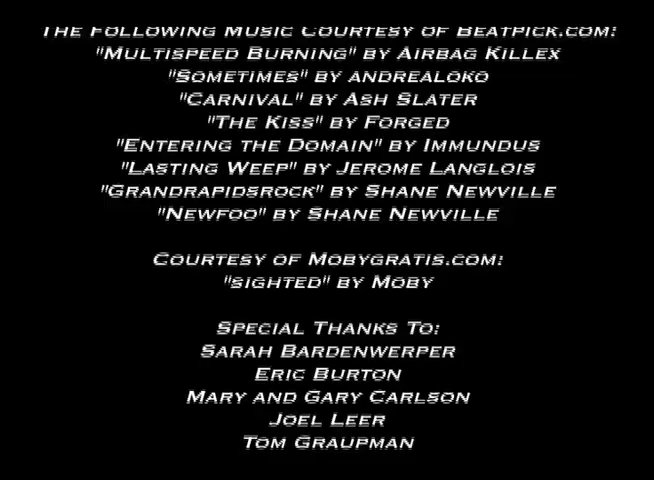 The Following Music Courtesy of Beatpick.com:
"Multispeed Burning" by Airbag Killex
"Sometimes" by andrealoko
"Carnival" by Ash Slater
"The Kiss" by Forged
"Entering the Domain" by Immundus
"Lasting Weep" by Jerome Langlois
"Grandrapidsrock" by Shane Newville
"Newfoo" by Shane Newville
Courtesy of Mobygratis.com:
"sighted" by Moby
Special Thanks To:
Sarah Bardenwerper
Eric Burton
Mary and Gary Carlson
Joel Leer
Tom Graupman